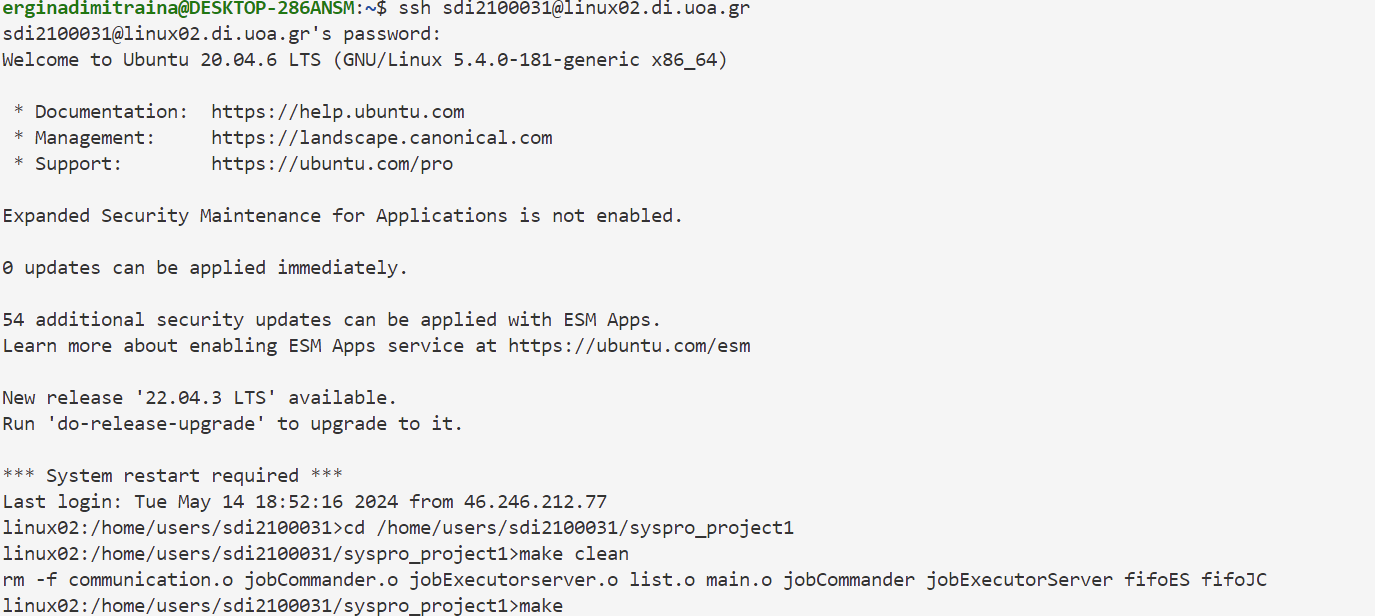 erginadimitraina@DESKTOP-286ANSM:~$ ssh sdi2100031@linux02.di.uoa.gr
sdi2100031@linux02.di.uoa.gr's password:
Welcome to Ubuntu 20.04.6 LTS (GNU/Linux 5.4.0-181-generic x86_64)
* Documentation:  https://help.ubuntu.com
* Management:     https://landscape.canonical.com
* Support:        https://ubuntu.com/pro
Expanded Security Maintenance for Applications is not enabled.
0 updates can be applied immediately.
54 additional security updates can be applied with ESM Apps.
Learn more about enabling ESM Apps service at https://ubuntu.com/esm
New release '22.04.3 LTS' available.
Run 'do-release-upgrade' to upgrade to it.
*** System restart required ***
Last login: Tue May 14 18:52:16 2024 from 46.246.212.77
linux02:/home/users/sdi2100031>cd /home/users/sdi2100031/syspro_project1
linux02:/home/users/sdi2100031/syspro_project1>make clean
rm -f communication.o jobCommander.o jobExecutorserver.o list.o main.o jobCommander jobExecutorServer fifoES fifoJC
linux02:/home/users/sdi2100031/syspro_project1>make